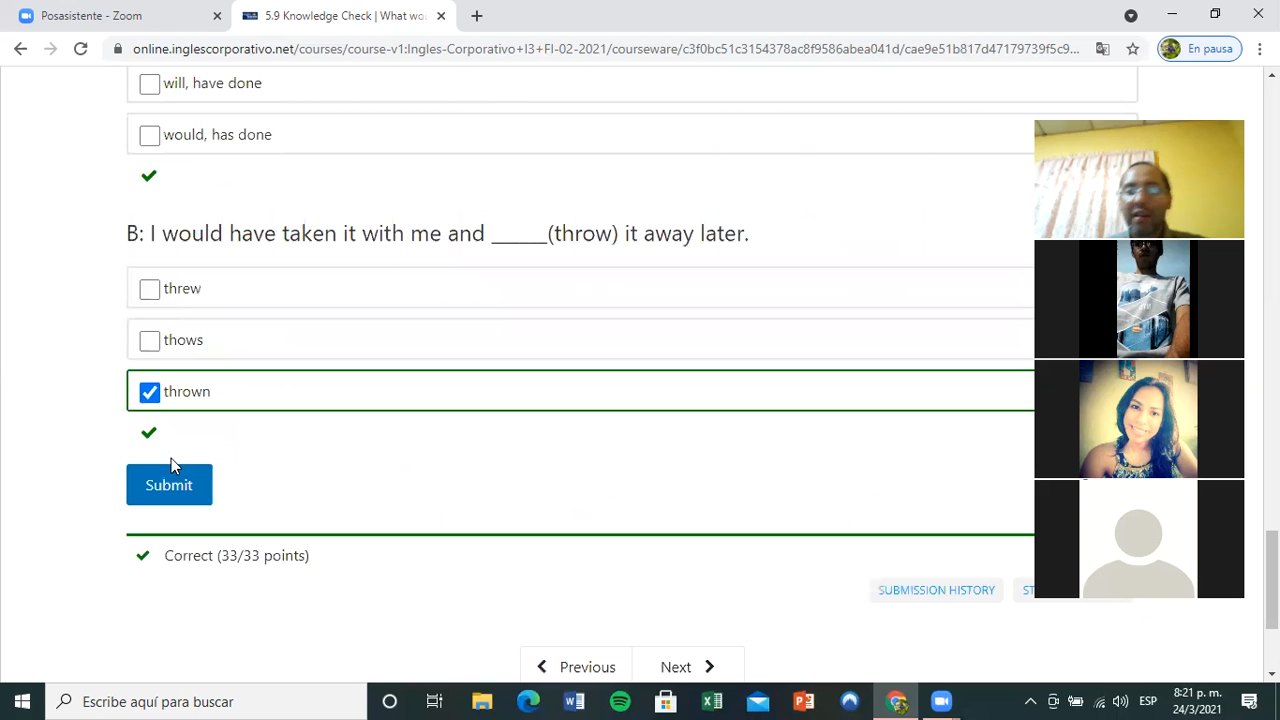 Posasistente - Zoom
5.9 Knowledge Check | What wou
online.inglescorporativo.net/courses/course-v1:Ingles-Corporativo+I3+FI-02-2021/courseware/c3f0bc51c3154378ac8f9586abea041d/cae9e51b817d47179739f5c9...
En pausa
will, have done
would, has done
B: I would have taken it with me and _____(throw) it away later.
threw
thows
thrown
Submit
Correct (33/33 points)
SUBMISSION HISTORY
ST
Previous
Next
Escribe aquí para buscar
ESP
8:21 p. m.
24/3/2021